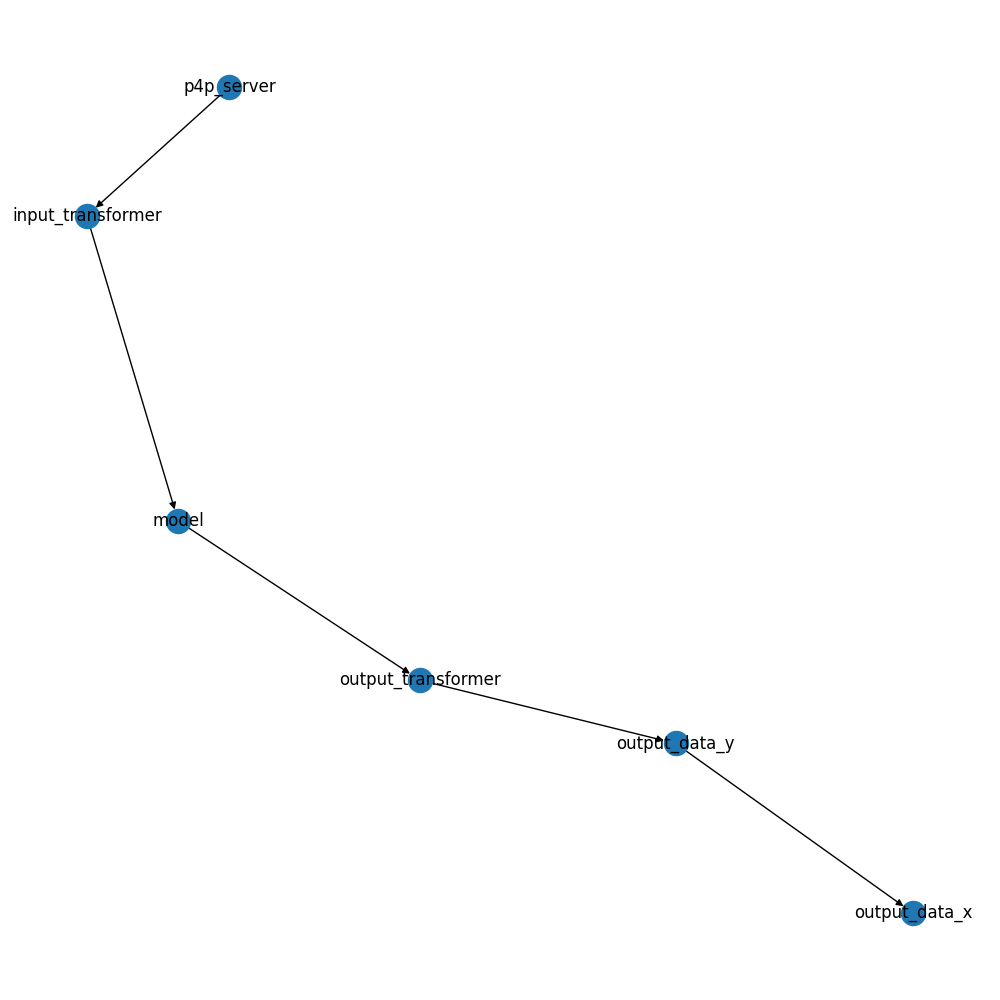 p4p_server
input_transformer
model
output_transformer
output_data_y
output_data_x